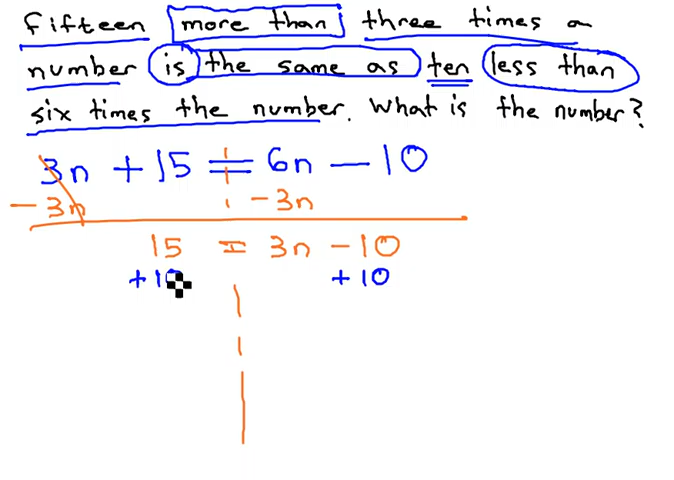 fifteen more than three times a
number is the same as ten less than
six times the number. What is the number?
3n + 15 = 6n - 10
- 3n - 3n
15 = 3n - 10
+ 10 + 10